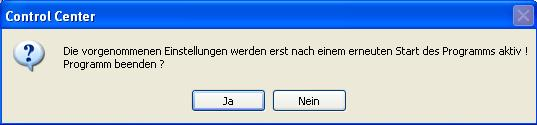 Control Center
Die vorgenommenen Einstellungen werden erst nach einem erneuten Start des Programms aktiv !
Programm beenden ?
Ja
Nein